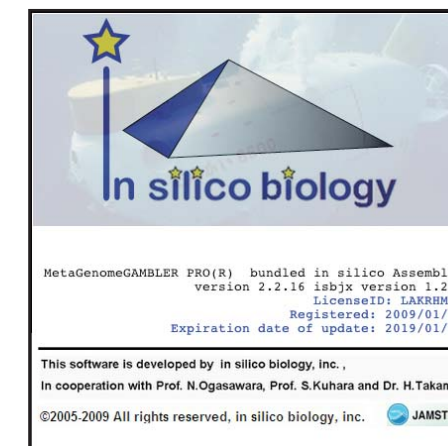 In silico biology
MetaGenomeGAMBLER PRO(R) bundled in silico Assembl
version 2.2.16 isbjx version 1.2
LicenseID: LAKRHM
Registered: 2009/01/
Expiration date of update: 2019/01/
This software is developed by in silico biology, inc. ,
In cooperation with Prof. N.Ogasawara, Prof. S.Kuhara and Dr. H.Takam
©2005-2009 All rights reserved, in silico biology, inc. JAMST